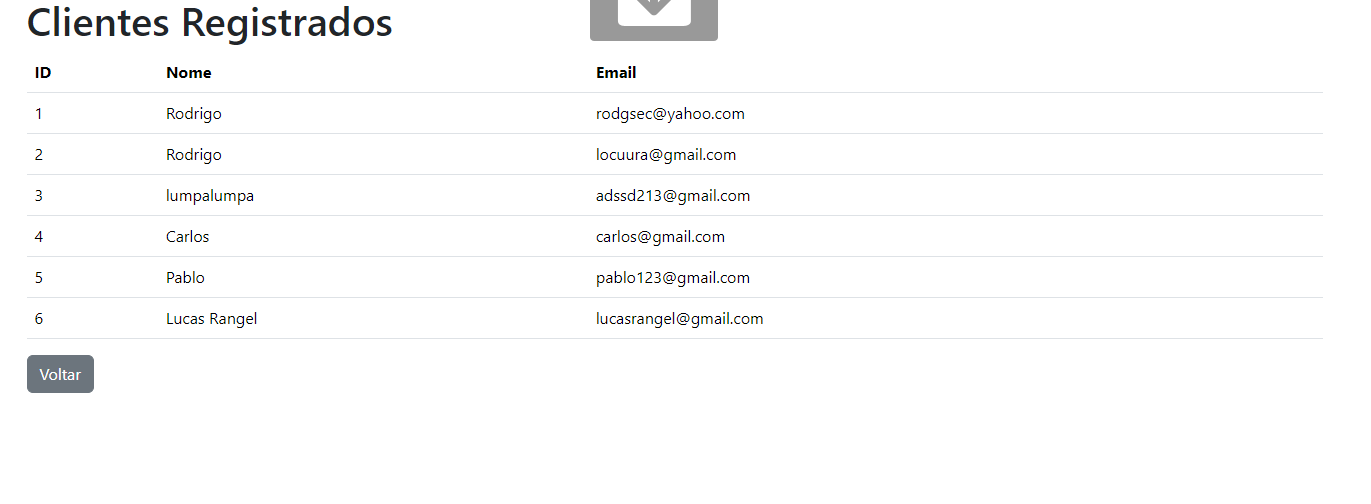 Clientes Registrados
ID Nome Email
1 Rodrigo rodgsec@yahoo.com
2 Rodrigo locuura@gmail.com
3 lumpalumpa adssd213@gmail.com
4 Carlos carlos@gmail.com
5 Pablo pablo123@gmail.com
6 Lucas Rangel lucasrangel@gmail.com
Voltar